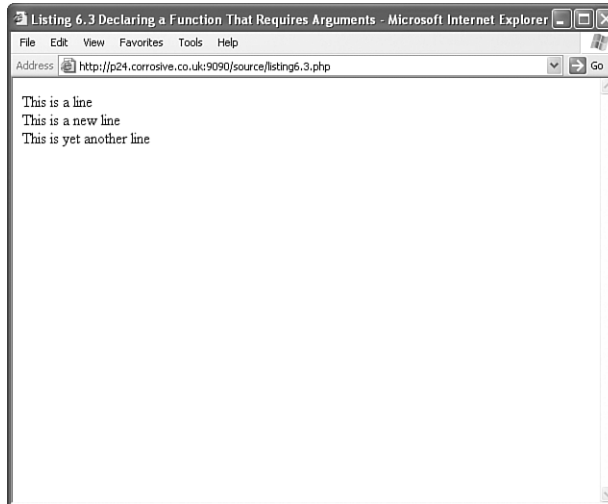 Listing 6.3 Declaring a Function That Requires Arguments - Microsoft Internet Explorer
File Edit View Favorites Tools Help
Address http://p24.corrosive.co.uk:9090/source/listing6.3.php Go
This is a line
This is a new line
This is yet another line